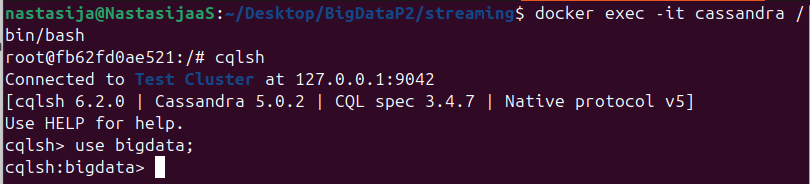 nastasija@NastasijaaS:~/Desktop/BigDataP2/streaming$ docker exec -it cassandra /
bin/bash
root@fb62fd0ae521:/# cqlsh
Connected to Test Cluster at 127.0.0.1:9042
[cqlsh 6.2.0 | Cassandra 5.0.2 | CQL spec 3.4.7 | Native protocol v5]
Use HELP for help.
cqlsh> use bigdata;
cqlsh:bigdata>